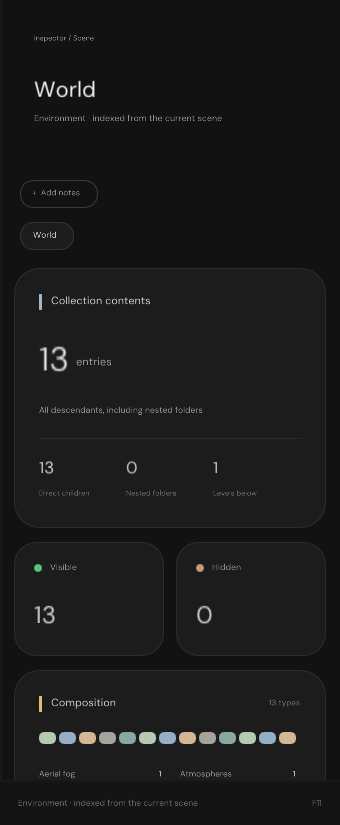 Inspector / Scene
World
Environment · indexed from the current scene
+ Add notes
World
Collection contents
13 entries
All descendants, including nested folders
13 0 1
Direct children Nested folders Levels below
Visible Hidden
13 0
Composition 13 types
Aerial fog 1 Atmospheres 1
Environment · indexed from the current scene F11